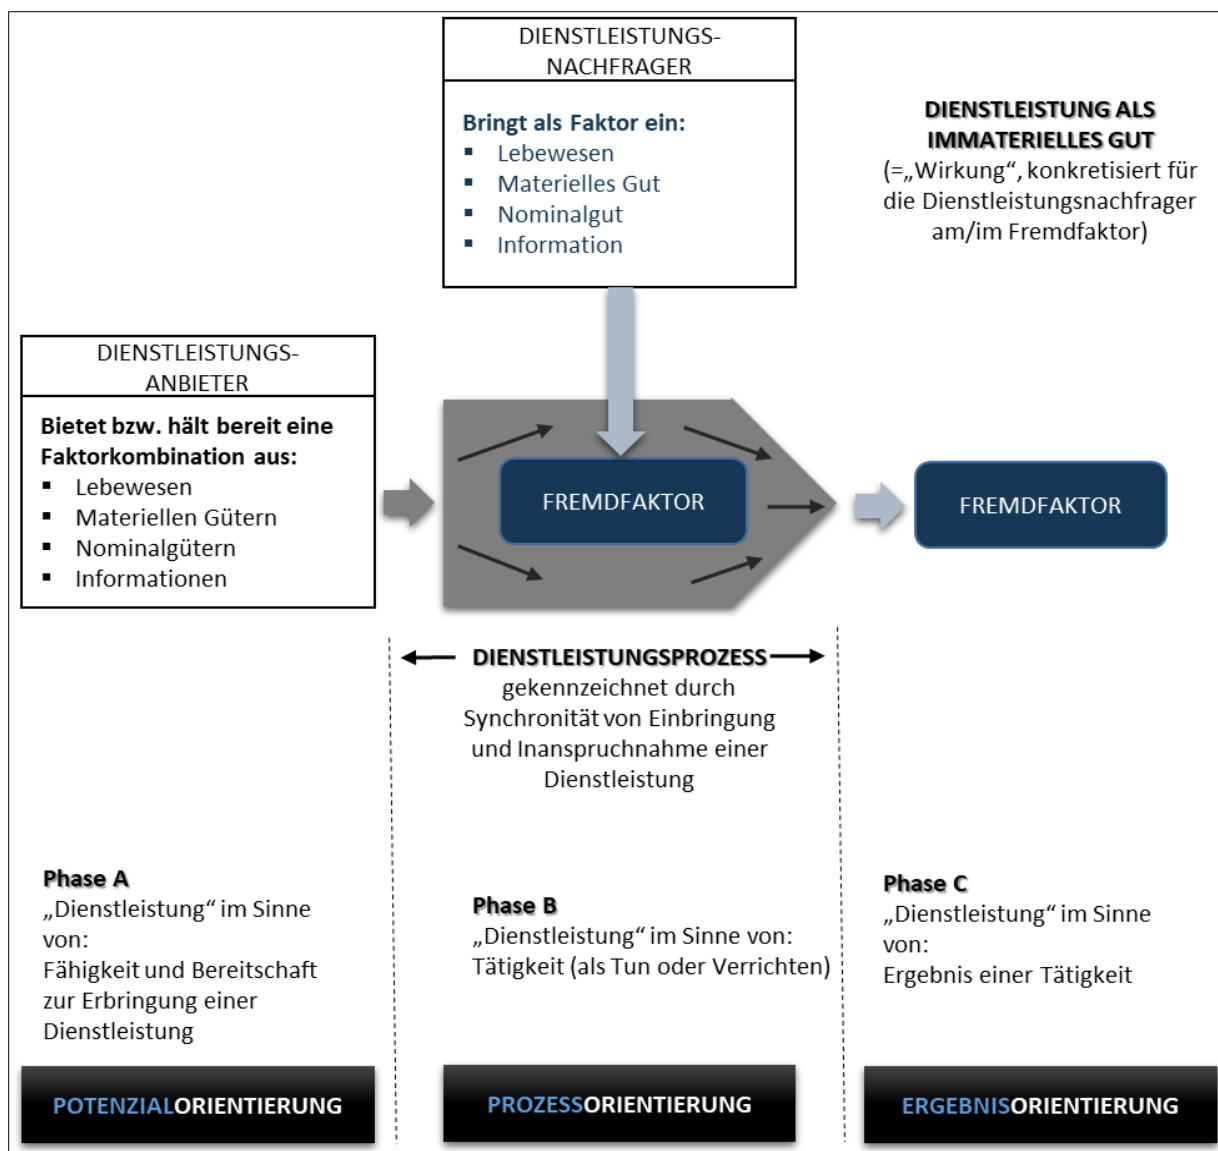 DIENSTLEISTUNGS-
NACHFRAGER
Bringt als Faktor ein:
▪ Lebewesen
▪ Materielles Gut
▪ Nominalgut
▪ Information
DIENSTLEISTUNG ALS
IMMATERIELLES GUT
(=„Wirkung“, konkretisiert für
die Dienstleistungsnachfrager
am/im Fremdfaktor)
DIENSTLEISTUNGS-
ANBIETER
Bietet bzw. hält bereit eine
Faktorkombination aus:
▪ Lebewesen
▪ Materiellen Gütern
▪ Nominalgütern
▪ Informationen
FREMDFAKTOR
FREMDFAKTOR
DIENSTLEISTUNGSPROZESS
gekennzeichnet durch
Synchronität von Einbringung
und Inanspruchnahme einer
Dienstleistung
Phase A
„Dienstleistung“ im Sinne
von:
Fähigkeit und Bereitschaft
zur Erbringung einer
Dienstleistung
Phase B
„Dienstleistung“ im Sinne von:
Tätigkeit (als Tun oder Verrichten)
Phase C
„Dienstleistung“ im Sinne
von:
Ergebnis einer Tätigkeit
POTENZIALORIENTIERUNG
PROZESSORIENTIERUNG
ERGEBNISORIENTIERUNG